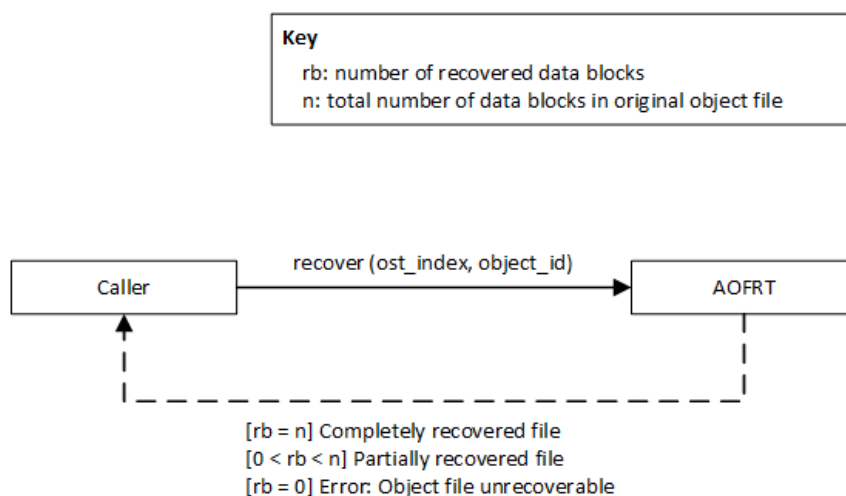 Key
rb: number of recovered data blocks
n: total number of data blocks in original object file
recover (ost_index, object_id)
Caller
AOFRT
[rb = n] Completely recovered file
[0 < rb < n] Partially recovered file
[rb = 0] Error: Object file unrecoverable